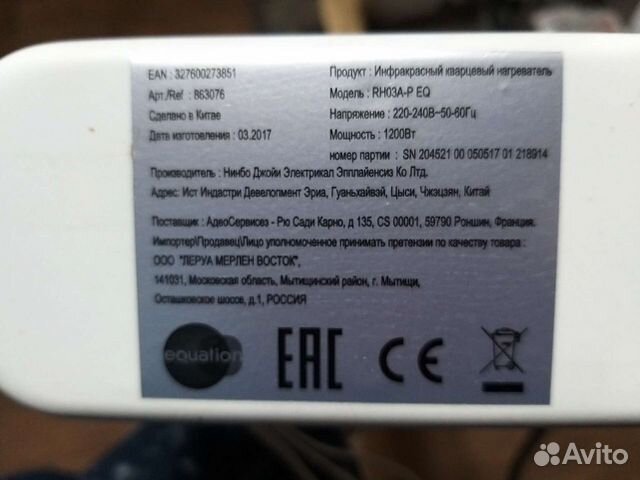 EAN : 327600273851
Продукт : Инфракрасный кварцевый нагреватель
Арт./Ref : 863076
Модель : RH03A-P EQ
Сделано в Китае
Напряжение : 220-240В~50-60Гц
Дата изготовления : 03.2017
Мощность : 1200Вт
номер партии : SN 204521 00 050517 01 218914
Производитель : Нинбо Джойи Электрикал Эпплайенсиз Ко Лтд.
Адрес: Ист Индастри Девелопмент Эриа, Гуаньхайвэй, Цыси, Чжэцзян, Китай
Поставщик : АдеоСервисез - Рю Сади Карно, д 135, CS 00001, 59790 Роншин, Франция.
Импортер\Продавец\Лицо уполномоченное принимать претензии по качеству товара :
ООО "ЛЕРУА МЕРЛЕН ВОСТОК",
141031, Московская область, Мытищинский район, г. Мытищи,
Осташковское шоссе, д.1, РОССИЯ
equation
EAC CE
Avito